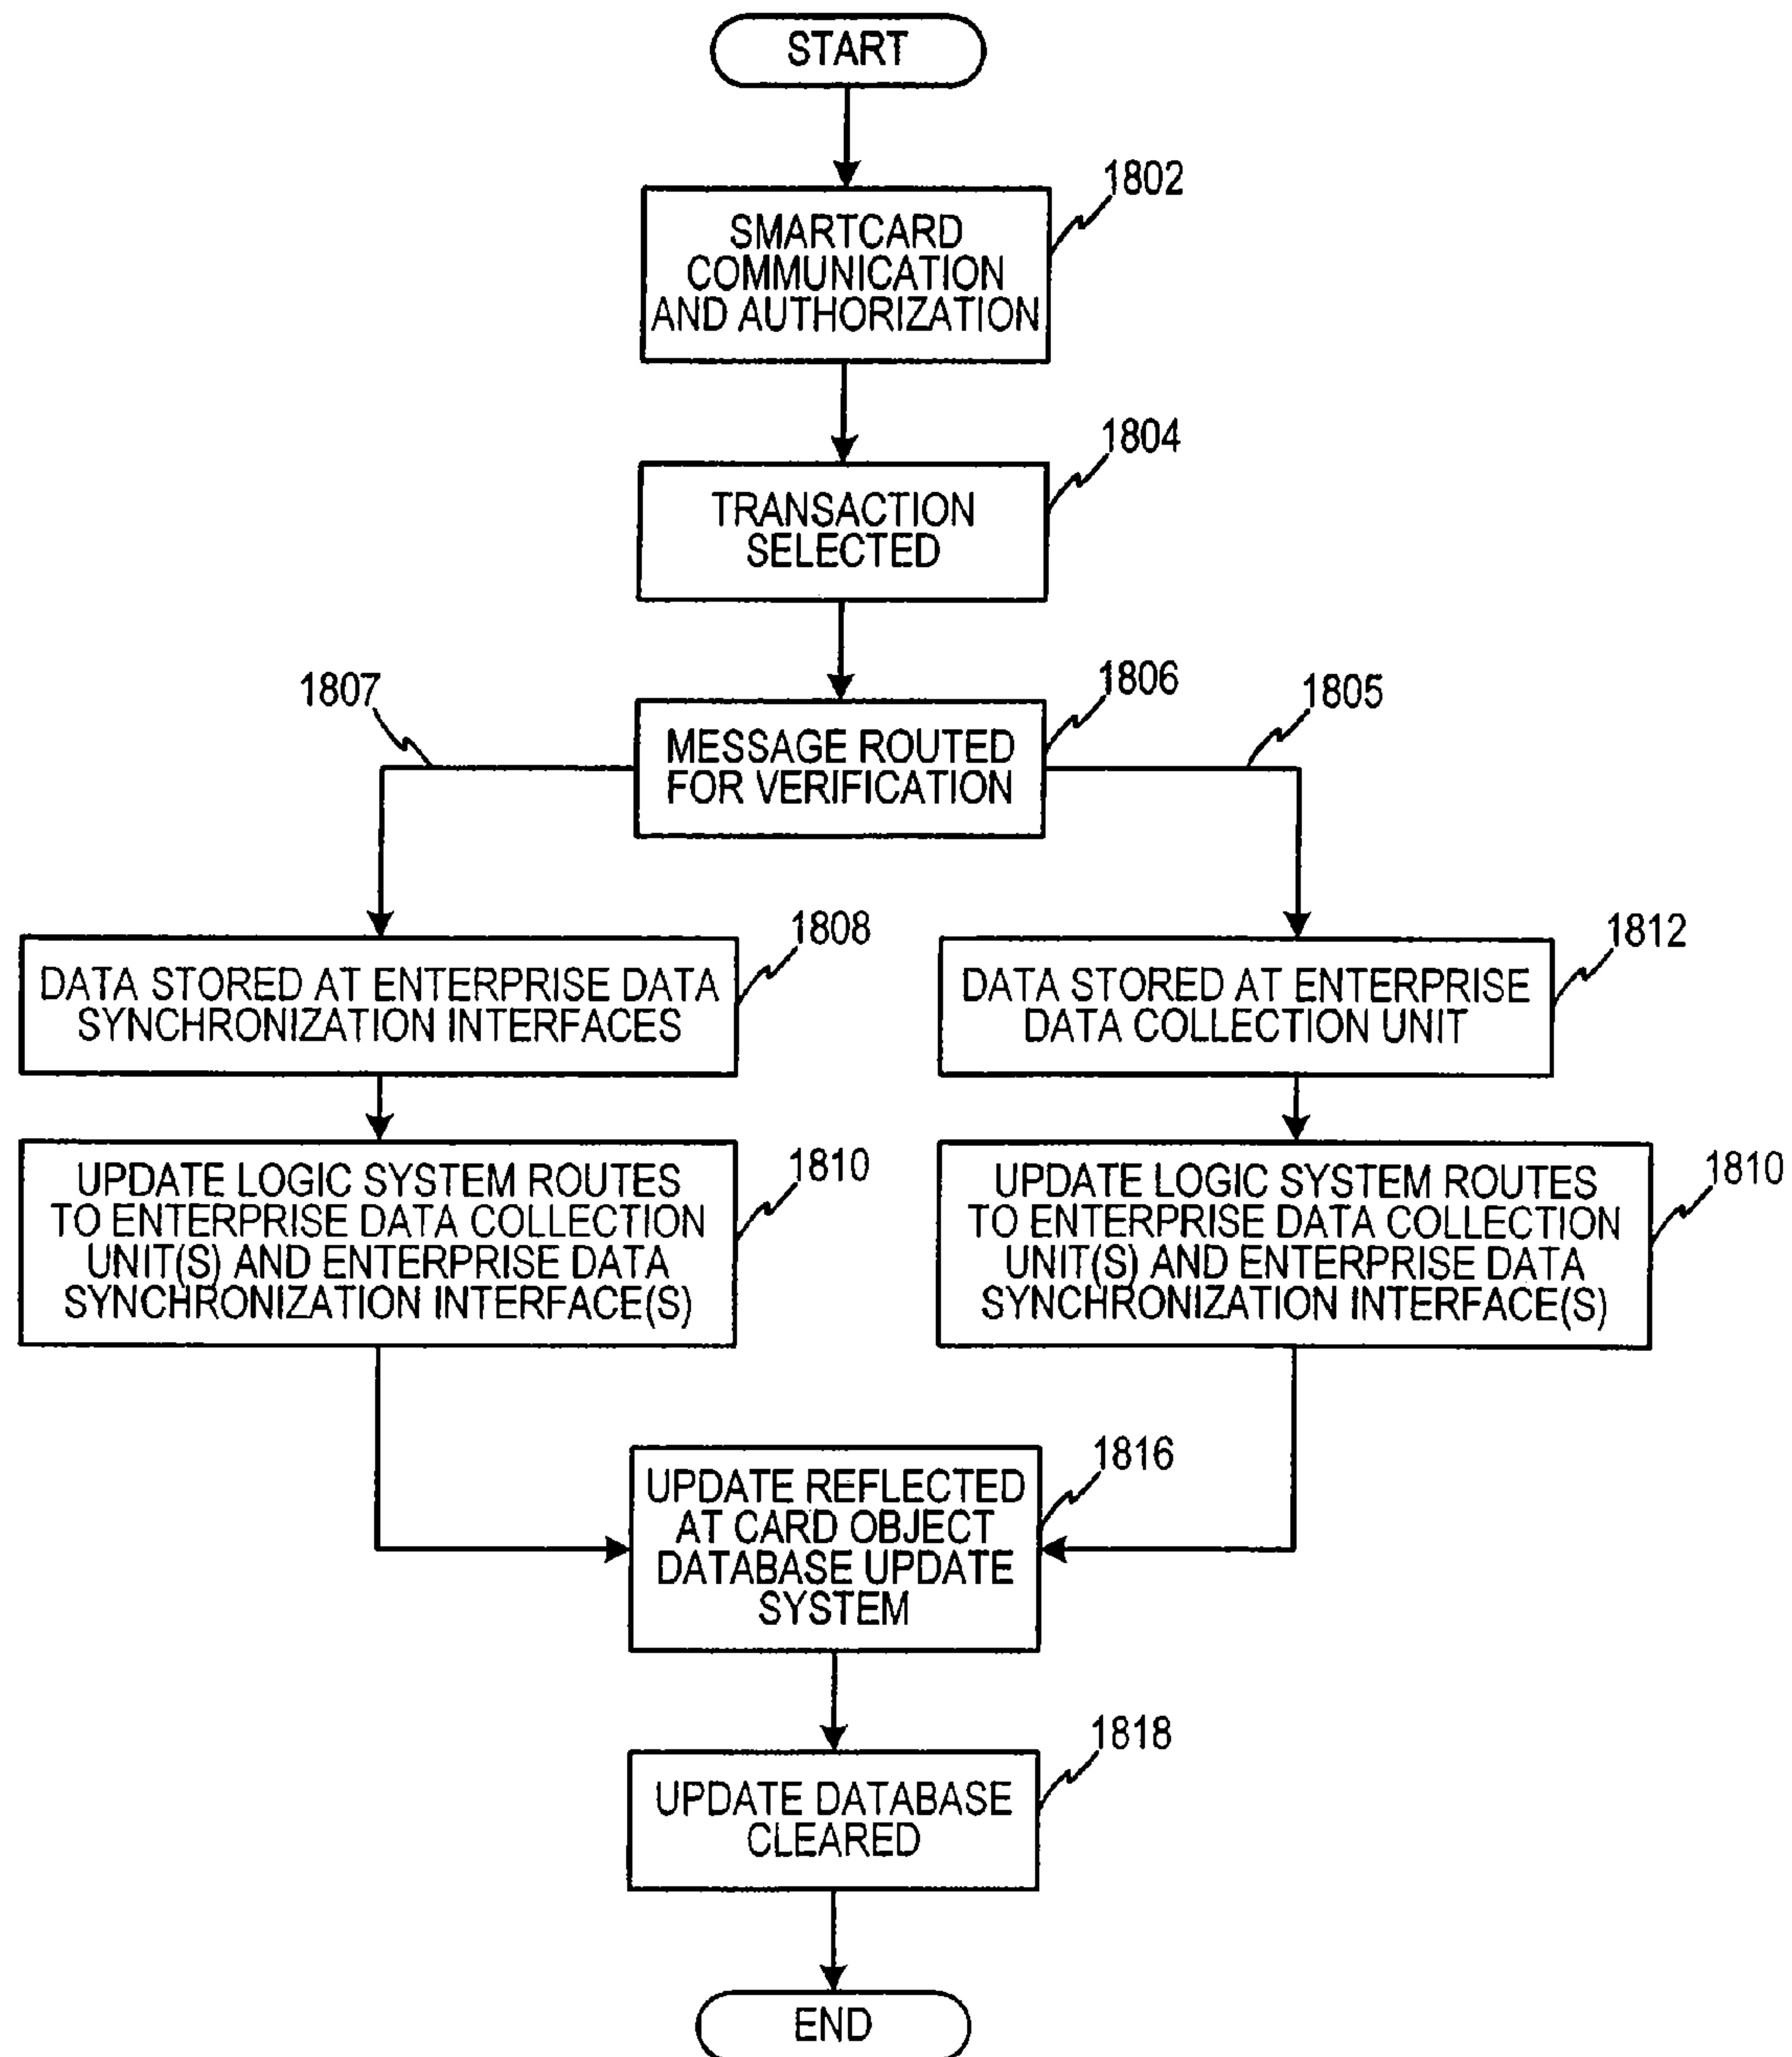 START
1802
SMARTCARD
COMMUNICATION
AND AUTHORIZATION
1804
TRANSACTION
SELECTED
1807
1806
1805
MESSAGE ROUTED
FOR VERIFICATION
1808
DATA STORED AT ENTERPRISE DATA
SYNCHRONIZATION INTERFACES
1812
DATA STORED AT ENTERPRISE
DATA COLLECTION UNIT
1810
UPDATE LOGIC SYSTEM ROUTES
TO ENTERPRISE DATA COLLECTION
UNIT(S) AND ENTERPRISE DATA
SYNCHRONIZATION INTERFACE(S)
1810
UPDATE LOGIC SYSTEM ROUTES
TO ENTERPRISE DATA COLLECTION
UNIT(S) AND ENTERPRISE DATA
SYNCHRONIZATION INTERFACE(S)
1816
UPDATE REFLECTED
AT CARD OBJECT
DATABASE UPDATE
SYSTEM
1818
UPDATE DATABASE
CLEARED
END